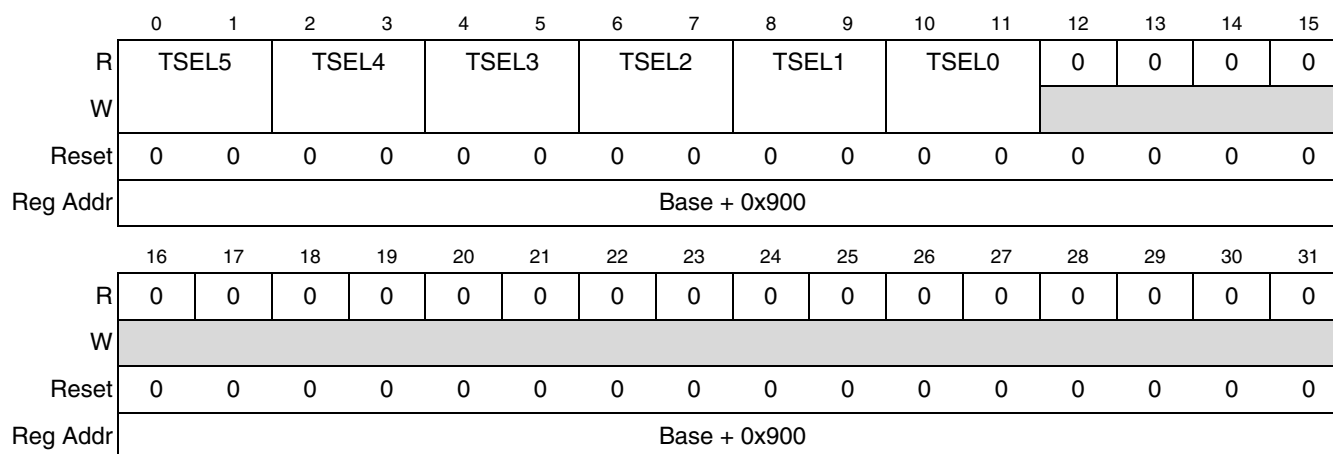 0 1 2 3 4 5 6 7 8 9 10 11 12 13 14 15
R TSEL5 TSEL4 TSEL3 TSEL2 TSEL1 TSEL0 0 0 0 0
W
Reset 0 0 0 0 0 0 0 0 0 0 0 0 0 0 0 0
Reg Addr Base + 0x900
16 17 18 19 20 21 22 23 24 25 26 27 28 29 30 31
R 0 0 0 0 0 0 0 0 0 0 0 0 0 0 0 0
W
Reset 0 0 0 0 0 0 0 0 0 0 0 0 0 0 0 0
Reg Addr Base + 0x900